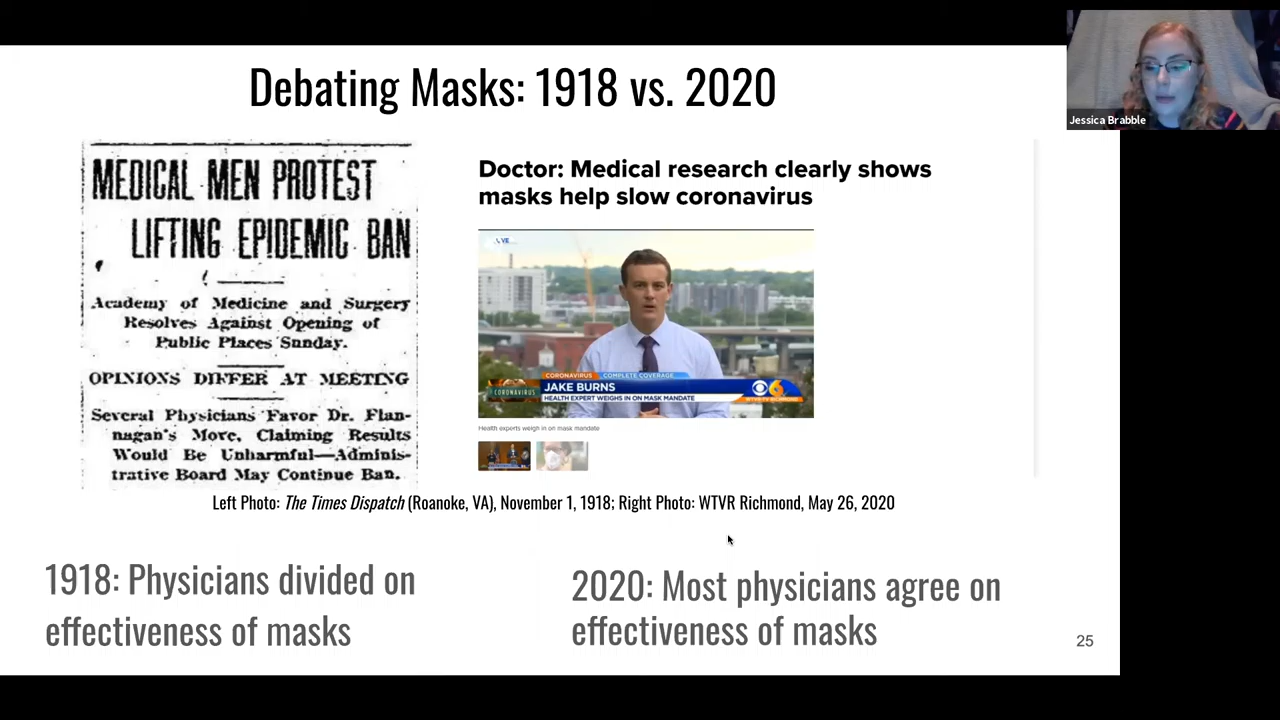 Debating Masks: 1918 vs. 2020
Jessica Brabble
MEDICAL MEN PROTEST
LIFTING EPIDEMIC BAN
Academy of Medicine and Surgery
Resolves Against Opening of
Public Places Sunday.
OPINIONS DIFFER AT MEETING
Several Physicians Favor Dr. Flan-
nagan's Move, Claiming Results
Would Be Unharmful—Adminis-
trative Board May Continue Ban.
Doctor: Medical research clearly shows
masks help slow coronavirus
LIVE
CORONAVIRUS COMPLETE COVERAGE
CORONAVIRUS
JAKE BURNS
HEALTH EXPERT WEIGHS IN ON MASK MANDATE
6
WTVR RICHMOND
Health experts weigh in on mask mandate
Left Photo: The Times Dispatch (Roanoke, VA), November 1, 1918; Right Photo: WTVR Richmond, May 26, 2020
1918: Physicians divided on
effectiveness of masks
2020: Most physicians agree on
effectiveness of masks
25